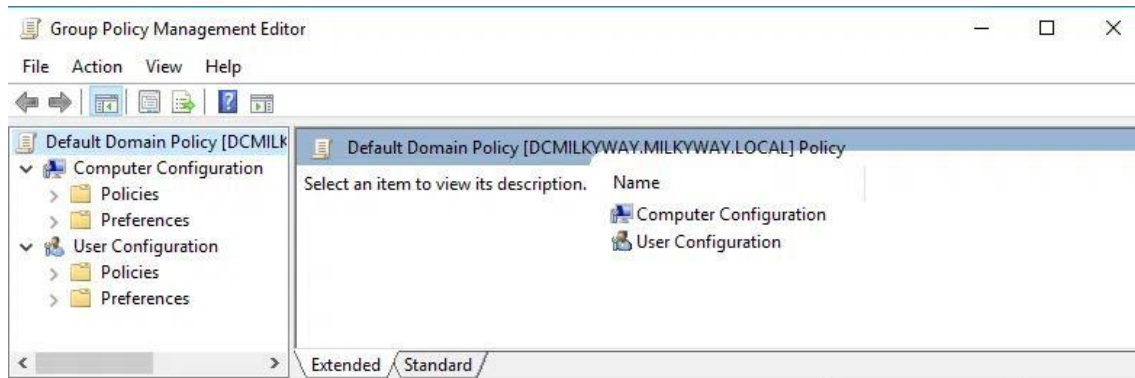 Group Policy Management Editor
File Action View Help
Default Domain Policy [DCMILK
Computer Configuration
Policies
Preferences
User Configuration
Policies
Preferences
Default Domain Policy [DCMILKYWAY.MILKYWAY.LOCAL] Policy
Select an item to view its description.
Name
Computer Configuration
User Configuration
Extended Standard